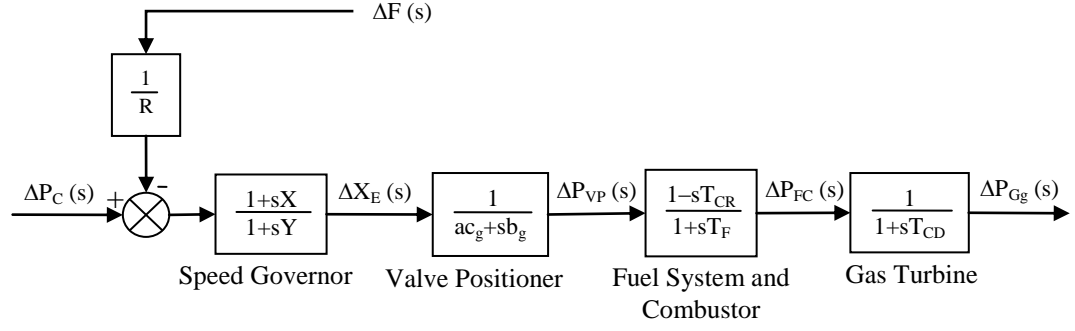 ΔF (s)
1
R
ΔP_C (s)
+
-
1+sX
1+sY
ΔX_E (s)
1
ac_g+sb_g
ΔP_VP (s)
1–sT_CR
1+sT_F
ΔP_FC (s)
1
1+sT_CD
ΔP_Gg (s)
Speed Governor
Valve Positioner
Fuel System and
Combustor
Gas Turbine